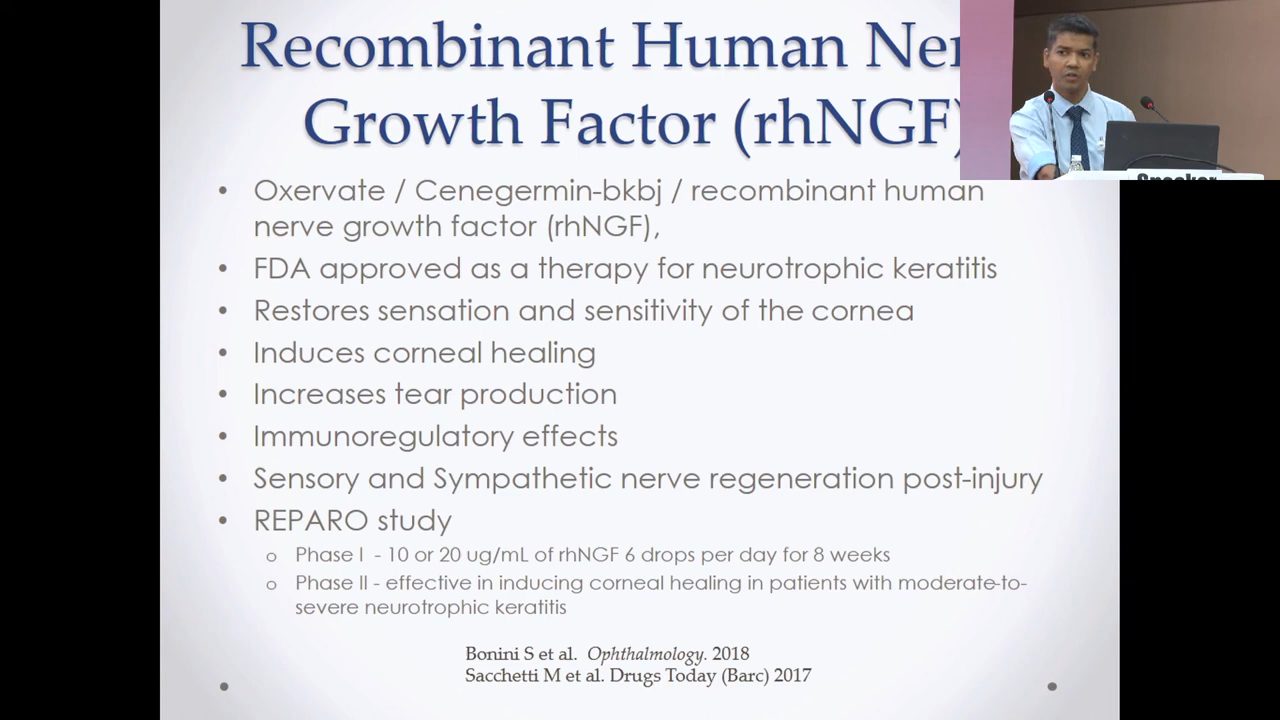 Recombinant Human Ner
Growth Factor (rhNGF)
• Oxervate / Cenegermin-bkbj / recombinant human
nerve growth factor (rhNGF),
• FDA approved as a therapy for neurotrophic keratitis
• Restores sensation and sensitivity of the cornea
• Induces corneal healing
• Increases tear production
• Immunoregulatory effects
• Sensory and Sympathetic nerve regeneration post-injury
• REPARO study
o Phase I - 10 or 20 ug/mL of rhNGF 6 drops per day for 8 weeks
o Phase II - effective in inducing corneal healing in patients with moderate-to-
severe neurotrophic keratitis
Bonini S et al. Ophthalmology. 2018
Sacchetti M et al. Drugs Today (Barc) 2017
Speaker